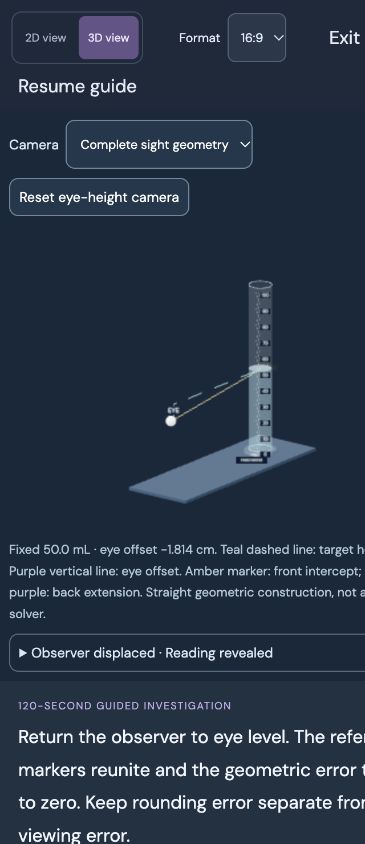 2D view 3D view Format 16:9 Exit
Resume guide
Camera Complete sight geometry
Reset eye-height camera
EYE
Fixed 50.0 mL · eye offset -1.814 cm. Teal dashed line: target h
Purple vertical line: eye offset. Amber marker: front intercept;
purple: back extension. Straight geometric construction, not a
solver.
▶ Observer displaced · Reading revealed
120-SECOND GUIDED INVESTIGATION
Return the observer to eye level. The refe
markers reunite and the geometric error t
to zero. Keep rounding error separate from
viewing error.